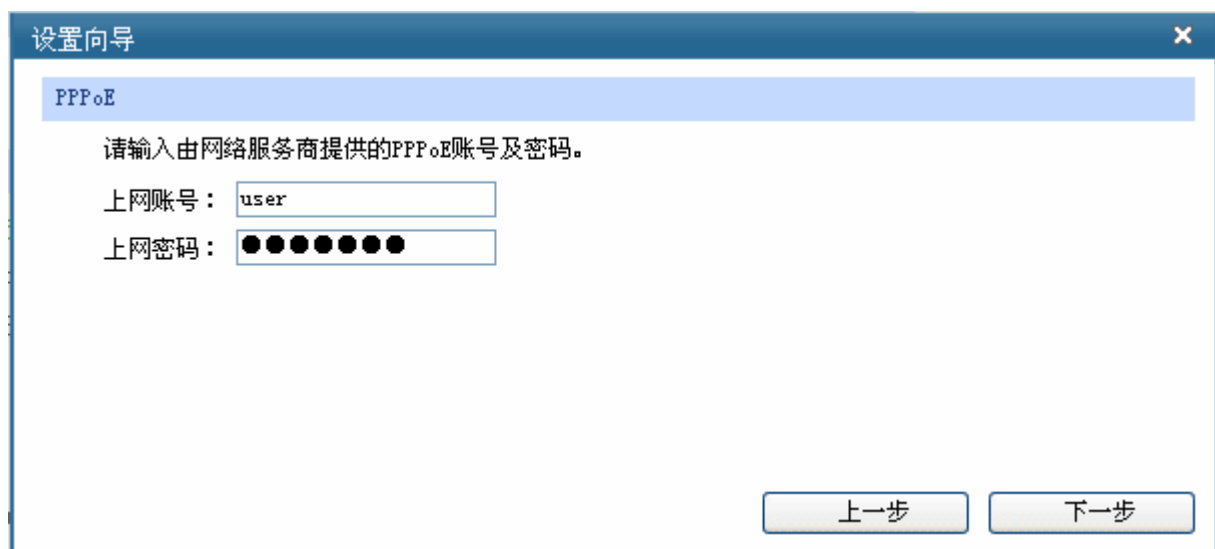 设置向导
PPPoE
请输入由网络服务商提供的PPPoE账号及密码。
上网账号： user
上网密码： ●●●●●●●
上一步 下一步